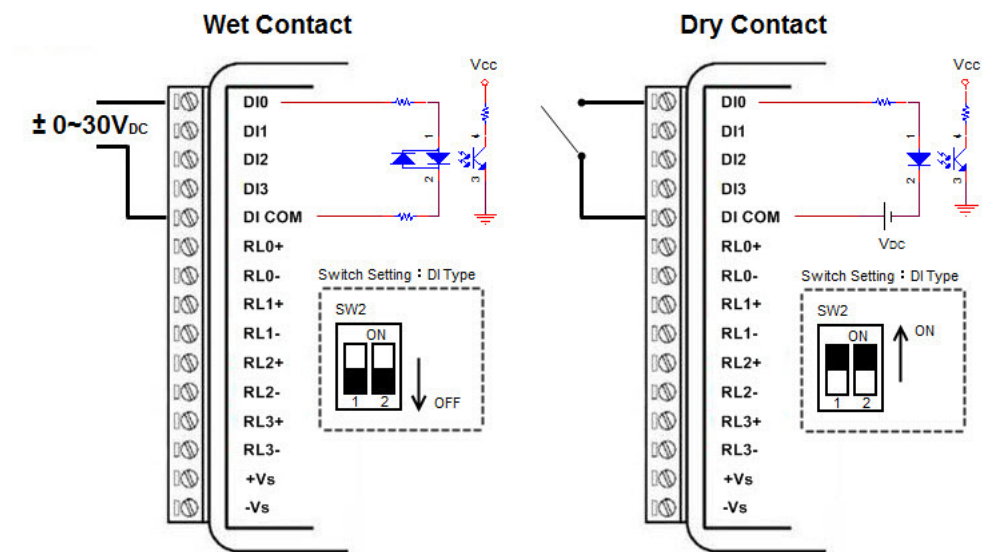 Wet Contact
± 0~30VDC
DI0
DI1
DI2
DI3
DI COM
RL0+
RL0-
RL1+
RL1-
RL2+
RL2-
RL3+
RL3-
+Vs
-Vs
Vcc
1
4
2
3
Switch Setting : DI Type
SW2
ON
1 2
OFF
Dry Contact
DI0
DI1
DI2
DI3
DI COM
RL0+
RL0-
RL1+
RL1-
RL2+
RL2-
RL3+
RL3-
+Vs
-Vs
Vcc
1
4
2
3
VDC
Switch Setting : DI Type
SW2
ON
1 2
ON